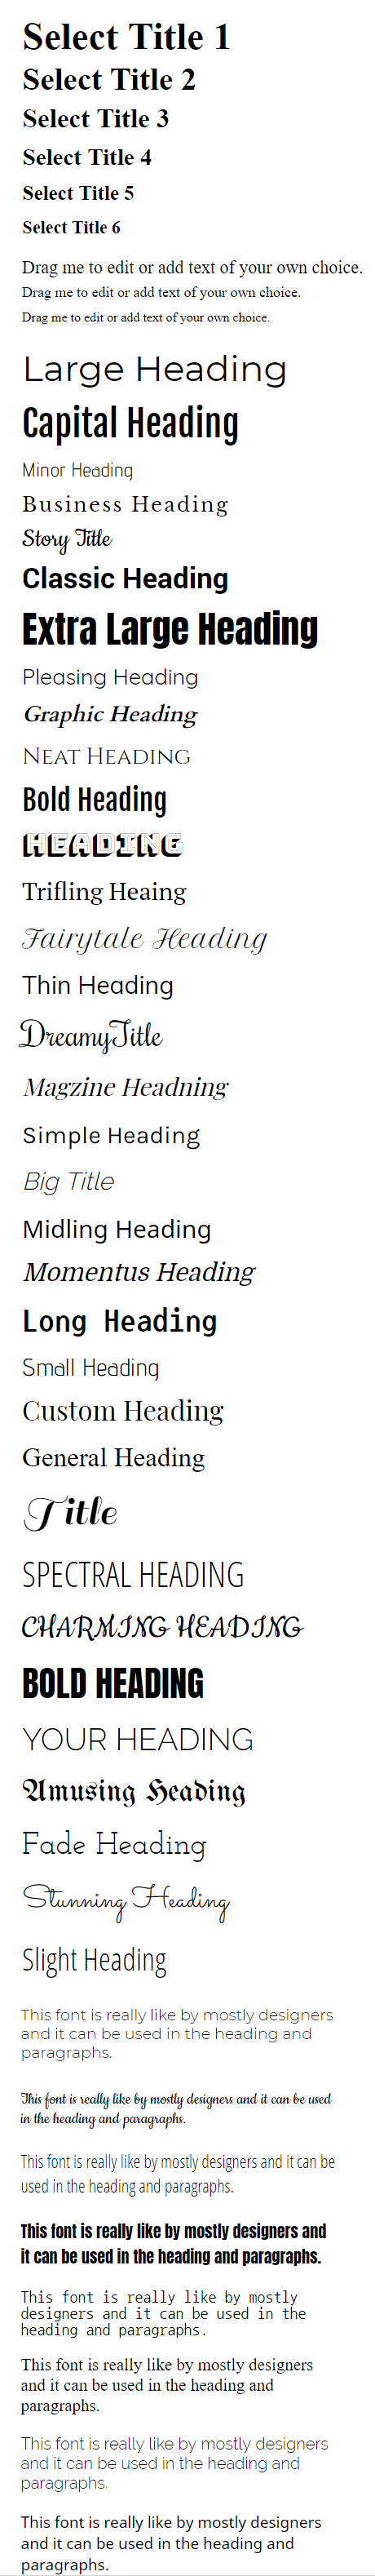 Select Title 1
Select Title 2
Select Title 3
Select Title 4
Select Title 5
Select Title 6
Drag me to edit or add text of your own choice.
Drag me to edit or add text of your own choice.
Drag me to edit or add text of your own choice.
Large Heading
Capital Heading
Minor Heading
Business Heading
Story Title
Classic Heading
Extra Large Heading
Pleasing Heading
Graphic Heading
Neat Heading
Bold Heading
HEADING
Trifling Heaing
Fairytale Heading
Thin Heading
DreamyTitle
Magzine Headning
Simple Heading
Big Title
Midling Heading
Momentus Heading
Long Heading
Small Heading
Custom Heading
General Heading
Title
SPECTRAL HEADING
CHARMING HEADING
BOLD HEADING
YOUR HEADING
Amusing Heading
Fade Heading
Stunning Heading
Slight Heading
This font is really like by mostly designers
and it can be used in the heading and
paragraphs.
This font is really like by mostly designers and it can be used
in the heading and paragraphs.
This font is really like by mostly designers and it can be
used in the heading and paragraphs.
This font is really like by mostly designers and
it can be used in the heading and paragraphs.
This font is really like by mostly
designers and it can be used in the
heading and paragraphs.
This font is really like by mostly designers
and it can be used in the heading and
paragraphs.
This font is really like by mostly designers
and it can be used in the heading and
paragraphs.
This font is really like by mostly designers
and it can be used in the heading and
paragraphs.